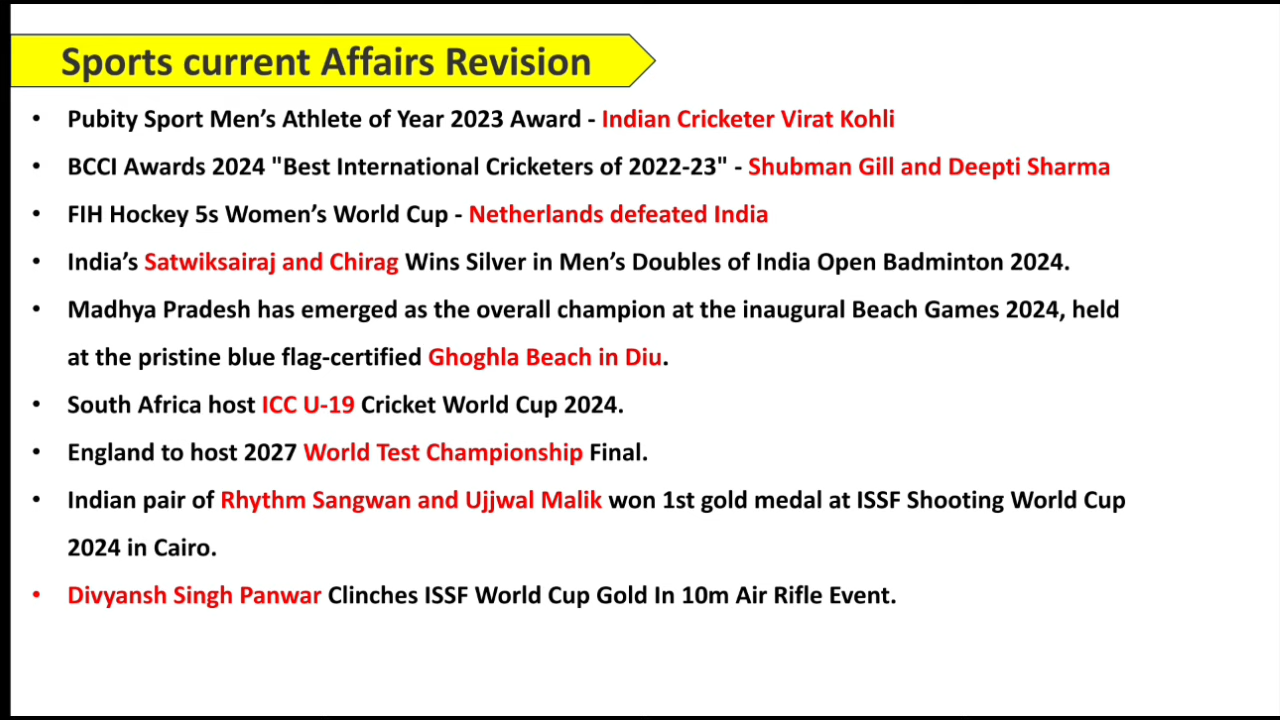 Sports current Affairs Revision
• Pubity Sport Men’s Athlete of Year 2023 Award - Indian Cricketer Virat Kohli
• BCCI Awards 2024 "Best International Cricketers of 2022-23" - Shubman Gill and Deepti Sharma
• FIH Hockey 5s Women’s World Cup - Netherlands defeated India
• India’s Satwiksairaj and Chirag Wins Silver in Men’s Doubles of India Open Badminton 2024.
• Madhya Pradesh has emerged as the overall champion at the inaugural Beach Games 2024, held
at the pristine blue flag-certified Ghoghla Beach in Diu.
• South Africa host ICC U-19 Cricket World Cup 2024.
• England to host 2027 World Test Championship Final.
• Indian pair of Rhythm Sangwan and Ujjwal Malik won 1st gold medal at ISSF Shooting World Cup
2024 in Cairo.
• Divyansh Singh Panwar Clinches ISSF World Cup Gold In 10m Air Rifle Event.